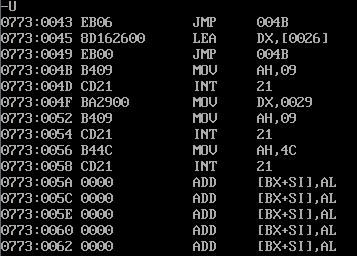 -U
0773:0043 EB06 JMP 004B
0773:0045 8D162600 LEA DX,[0026]
0773:0049 EB00 JMP 004B
0773:004B B409 MOV AH,09
0773:004D CD21 INT 21
0773:004F BA2900 MOV DX,0029
0773:0052 B409 MOV AH,09
0773:0054 CD21 INT 21
0773:0056 B44C MOV AH,4C
0773:0058 CD21 INT 21
0773:005A 0000 ADD [BX+SI],AL
0773:005C 0000 ADD [BX+SI],AL
0773:005E 0000 ADD [BX+SI],AL
0773:0060 0000 ADD [BX+SI],AL
0773:0062 0000 ADD [BX+SI],AL